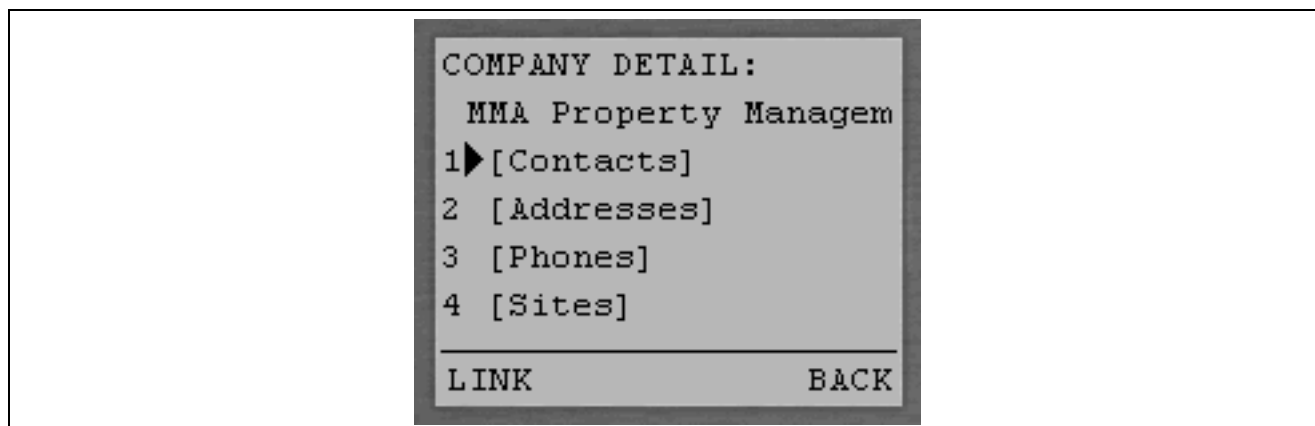 COMPANY DETAIL:
MMA Property Managem
1 [Contacts]
2 [Addresses]
3 [Phones]
4 [Sites]
LINK BACK